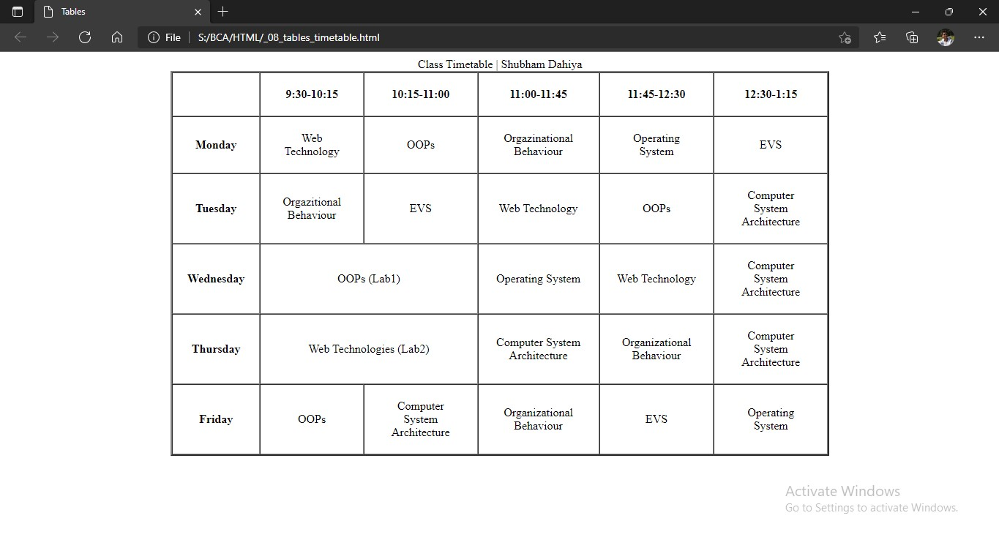 Tables
File S:/BCA/HTML/_08_tables_timetable.html
Class Timetable | Shubham Dahiya
9:30-10:15 10:15-11:00 11:00-11:45 11:45-12:30 12:30-1:15
Monday
Web
Technology
OOPs
Orgazinational
Behaviour
Operating
System
EVS
Tuesday
Orgazitional
Behaviour
EVS
Web Technology
OOPs
Computer
System
Architecture
Wednesday
OOPs (Lab1)
Operating System
Web Technology
Computer
System
Architecture
Thursday
Web Technologies (Lab2)
Computer System
Architecture
Organizational
Behaviour
Computer
System
Architecture
Friday
OOPs
Computer
System
Architecture
Organizational
Behaviour
EVS
Operating
System
Activate Windows
Go to Settings to activate Windows.